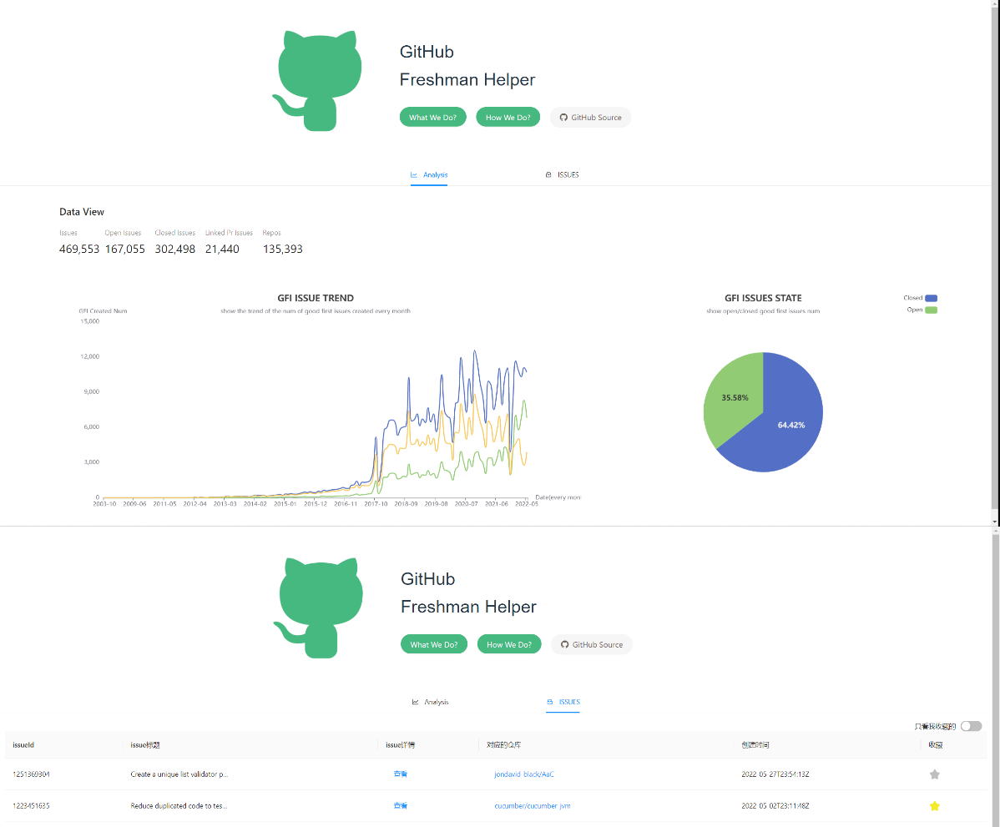 GitHub
Freshman Helper
What We Do? How We Do? GitHub Source
Analysis ISSUES
Data View
Issues Open Issues Closed Issues Linked Pr Issues Repos
469,553 167,055 302,498 21,440 135,393
GFI ISSUE TREND
show the trend of the num of good first issues created every month
GFI Created Num
15,000
12,000
9,000
6,000
3,000
0
2003-10 2009-06 2011-05 2012-04 2013-03 2014-02 2015-01 2015-12 2016-11 2017-10 2018-09 2019-08 2020-07 2021-06 2022-05
Date(every mon
GFI ISSUES STATE
show open/closed good first issues num
Closed
Open
35.58%
64.42%
GitHub
Freshman Helper
What We Do? How We Do? GitHub Source
Analysis ISSUES
只看我收藏的
issueId issue标题 issue详情 对应的仓库 创建时间 收藏
1251369304 Create a unique list validator p... 查看 jondavid-black/AaC 2022-05-27T23:54:13Z
1223451635 Reduce duplicated code to tes... 查看 cucumber/cucumber-jvm 2022-05-02T23:11:48Z